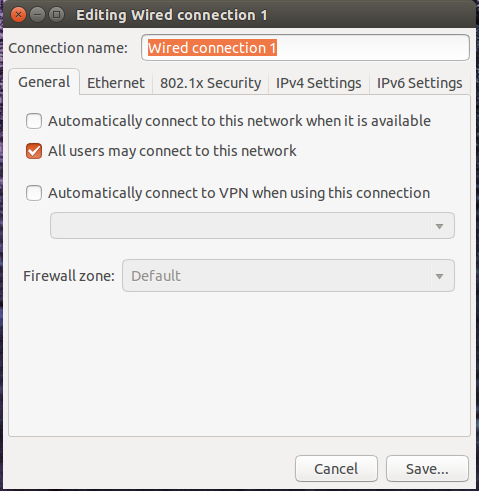 Editing Wired connection 1
Connection name: Wired connection 1
General Ethernet 802.1x Security IPv4 Settings IPv6 Settings
Automatically connect to this network when it is available
All users may connect to this network
Automatically connect to VPN when using this connection
Firewall zone: Default
Cancel Save...